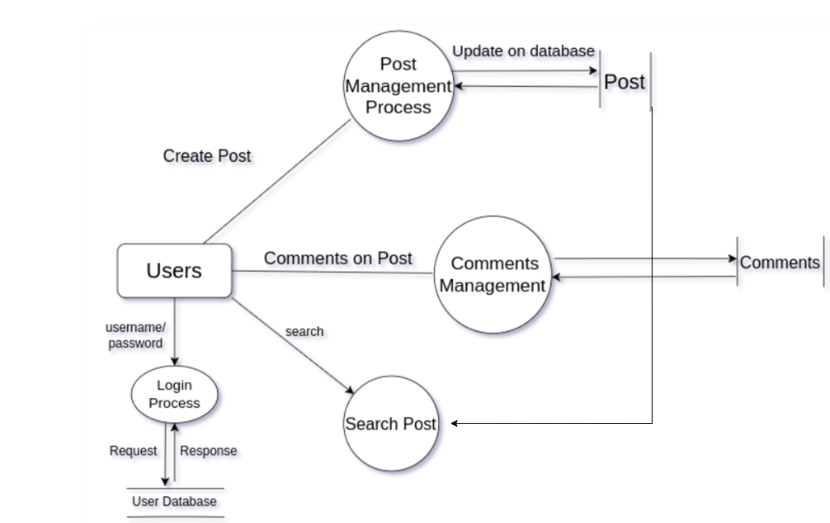 Update on database
Post
Management
Process
Post
Create Post
Users
Comments on Post
Comments
Management
Comments
username/
password
search
Login
Process
Search Post
Request
Response
User Database